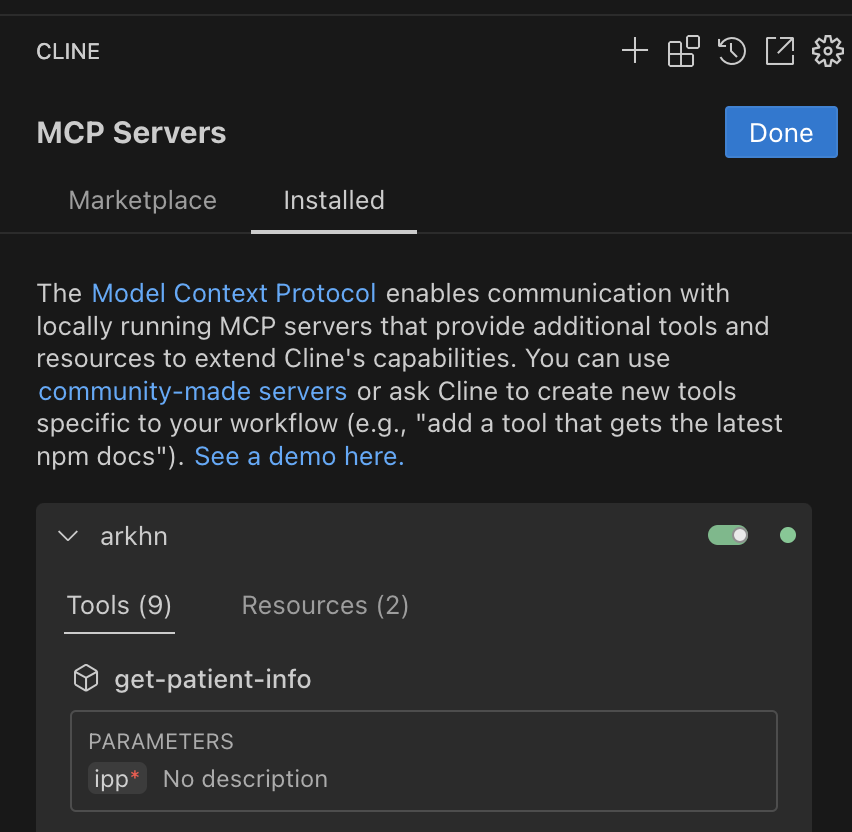 CLINE
MCP Servers
Done
Marketplace
Installed
The Model Context Protocol enables communication with
locally running MCP servers that provide additional tools and
resources to extend Cline's capabilities. You can use
community-made servers or ask Cline to create new tools
specific to your workflow (e.g., "add a tool that gets the latest
npm docs"). See a demo here.
arkhn
Tools (9)
Resources (2)
get-patient-info
PARAMETERS
ipp* No description